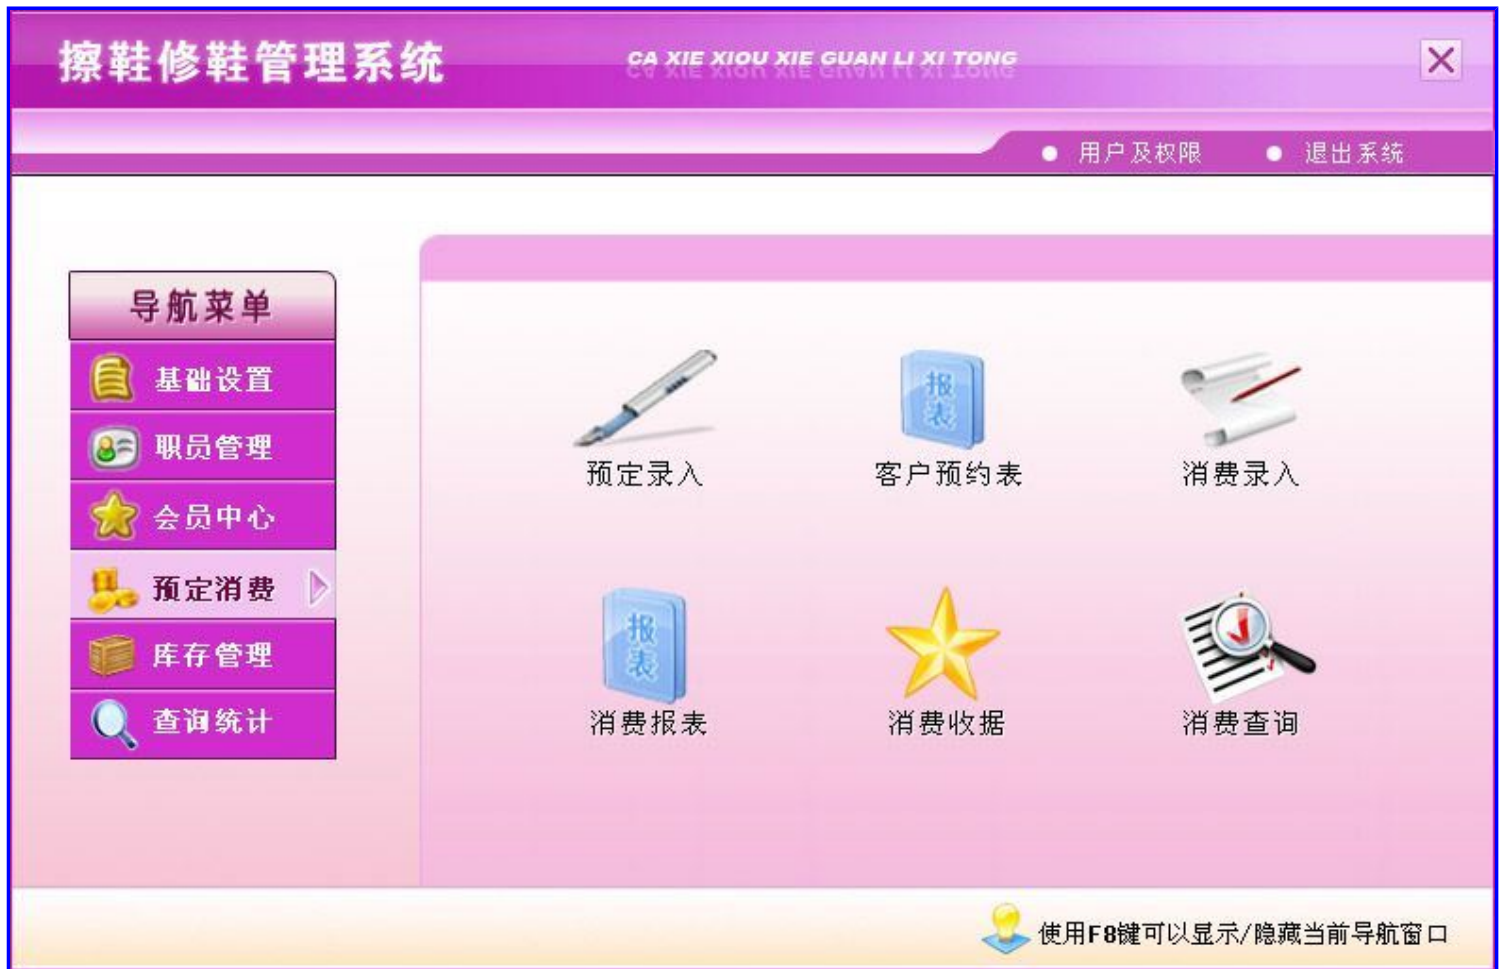 擦鞋修鞋管理系统
CA XIE XIOU XIE GUAN LI XI TONG
用户及权限
退出系统
导航菜单
基础设置
职员管理
会员中心
预定消费
库存管理
查询统计
报表
预定录入
客户预约表
消费录入
报表
消费报表
消费收据
消费查询
使用F8键可以显示/隐藏当前导航窗口